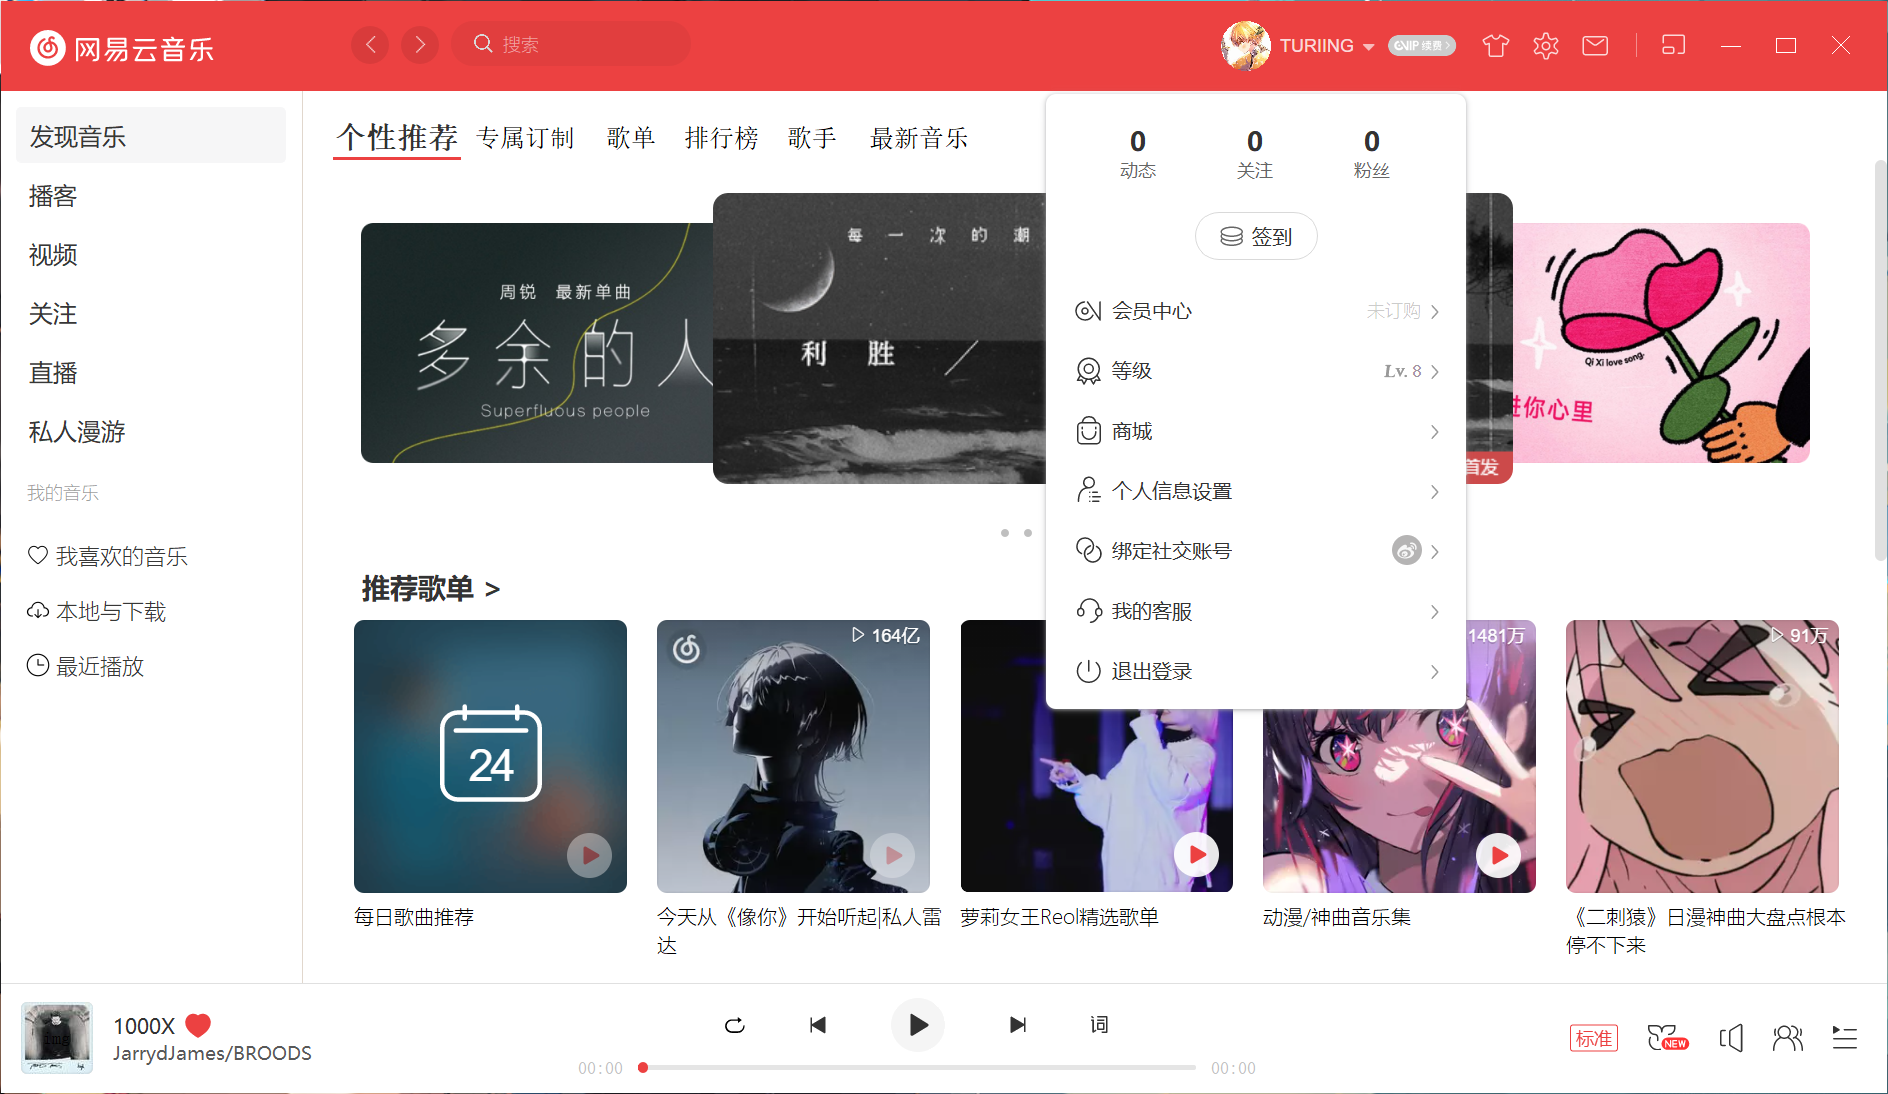 网易云音乐
搜索
TURIING
VIP 续费
发现音乐
播客
视频
关注
直播
私人漫游
我的音乐
我喜欢的音乐
本地与下载
最近播放
个性推荐 专属订制 歌单 排行榜 歌手 最新音乐
周锐 最新单曲
多余的人
Superfluous people
每一次的潮
利 胜 /
首发
Qi Xi love song.
进你心里
0 0 0
动态 关注 粉丝
签到
会员中心 未订购
等级 Lv. 8
商城
个人信息设置
绑定社交账号
我的客服
退出登录
推荐歌单 >
24
164亿
1481万
91万
每日歌曲推荐
今天从《像你》开始听起|私人雷
达
萝莉女王Reol精选歌单
动漫/神曲音乐集
《二刺猿》日漫神曲大盘点根本
停不下来
1000X
JarrydJames/BROODS
词
00:00 00:00
标准
NEW